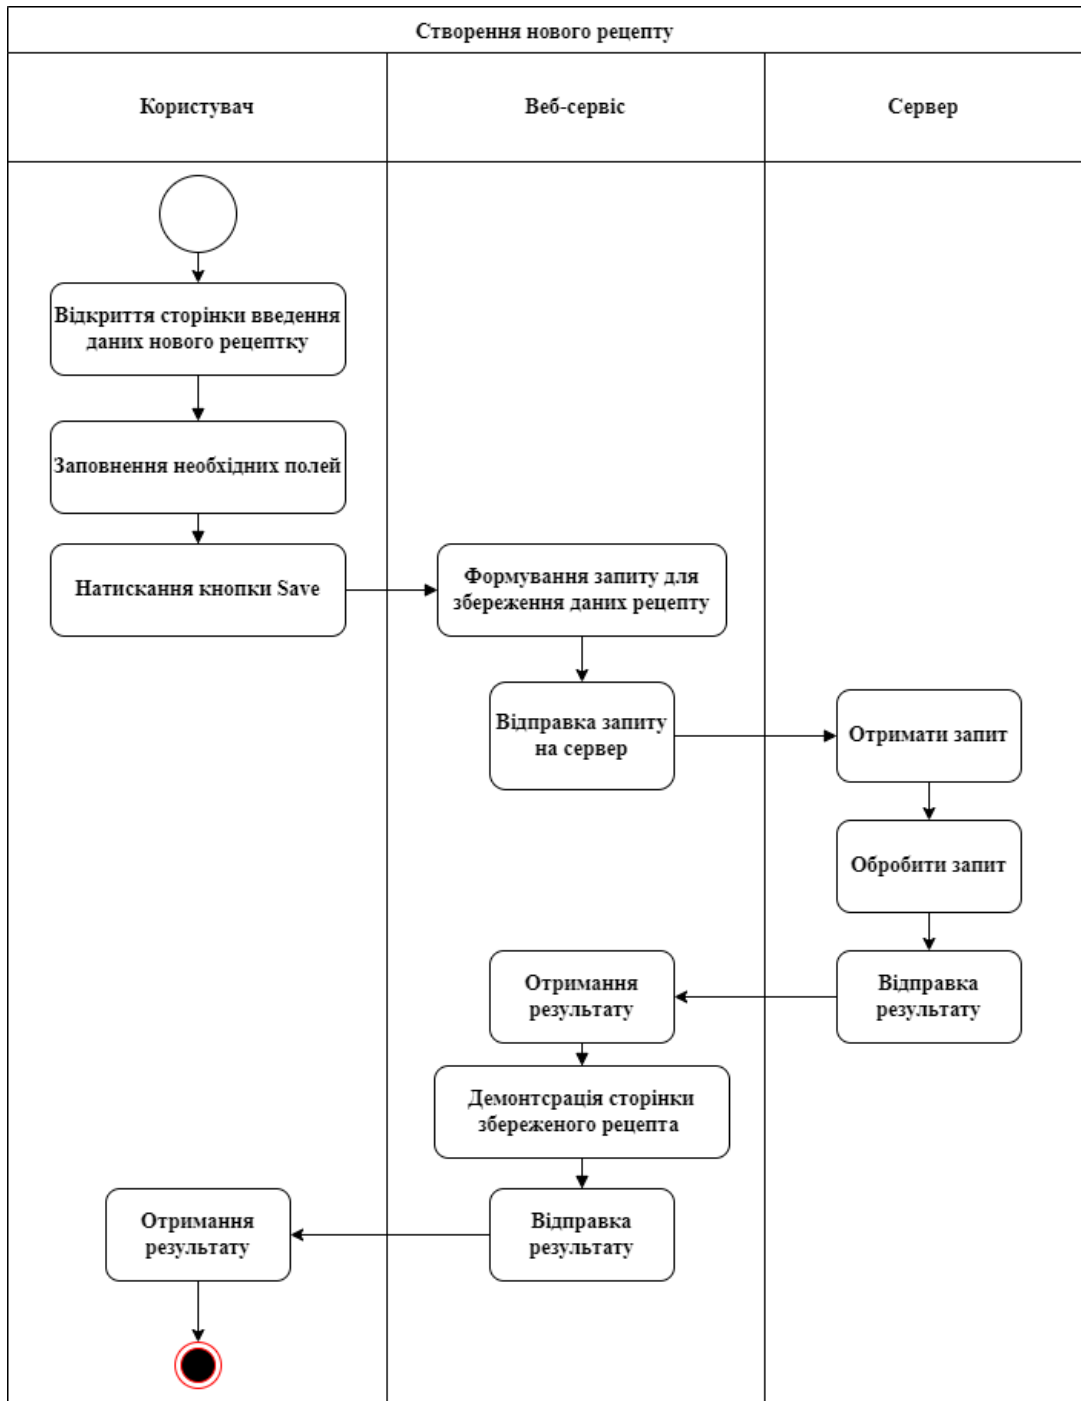 Створення нового рецепту
Користувач
Веб-сервіс
Сервер
Відкриття сторінки введення
даних нового рецептку
Заповнення необхідних полей
Натискання кнопки Save
Формування запиту для
збереження даних рецепту
Відправка запиту
на сервер
Отримати запит
Обробити запит
Відправка
результату
Отримання
результату
Демонтсрація сторінки
збереженого рецепта
Відправка
результату
Отримання
результату